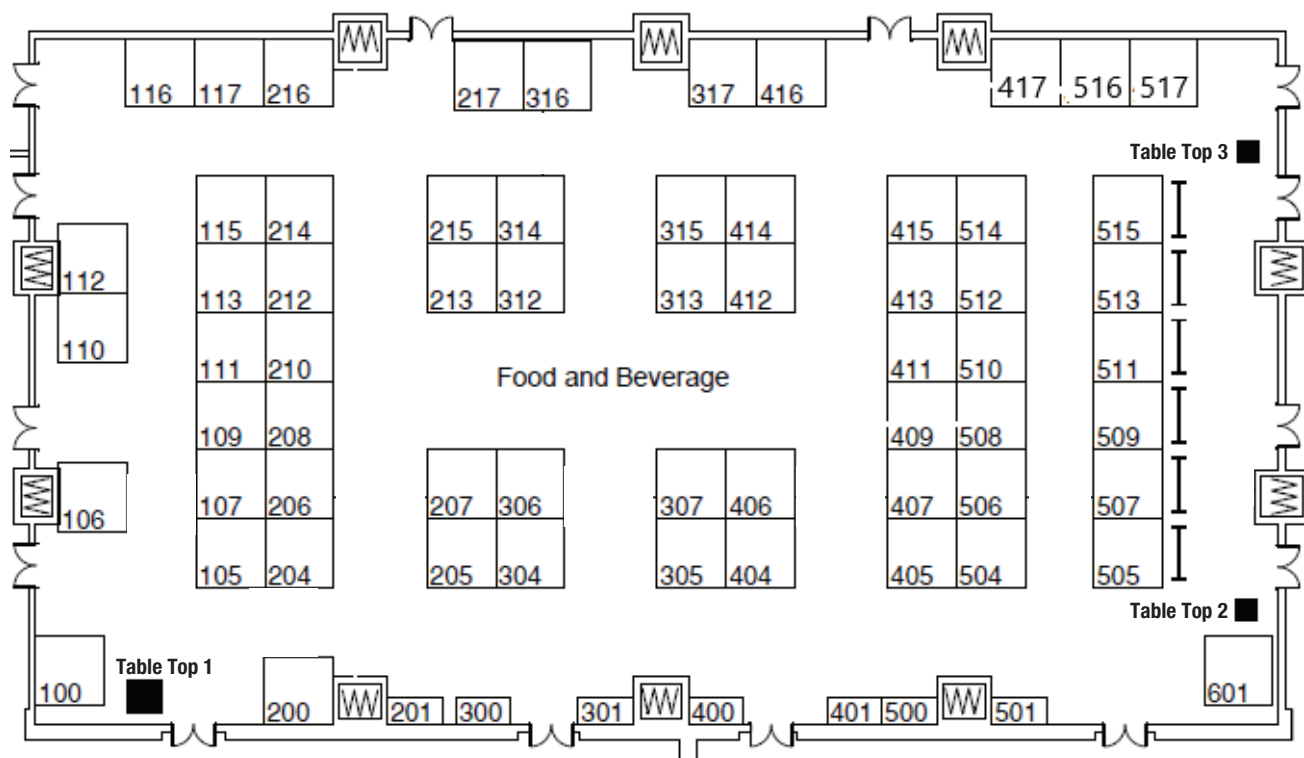 116 117 216 217 316 317 416 417 516 517
Table Top 3
115 214 215 314 315 414 415 514 515
112 113 212 213 312 313 412 413 512 513
110 111 210 411 510 511
Food and Beverage
109 208 409 508 509
106 107 206 207 306 307 406 407 506 507
105 204 205 304 305 404 405 504 505
Table Top 2
Table Top 1
100 200 201 300 301 400 401 500 501 601